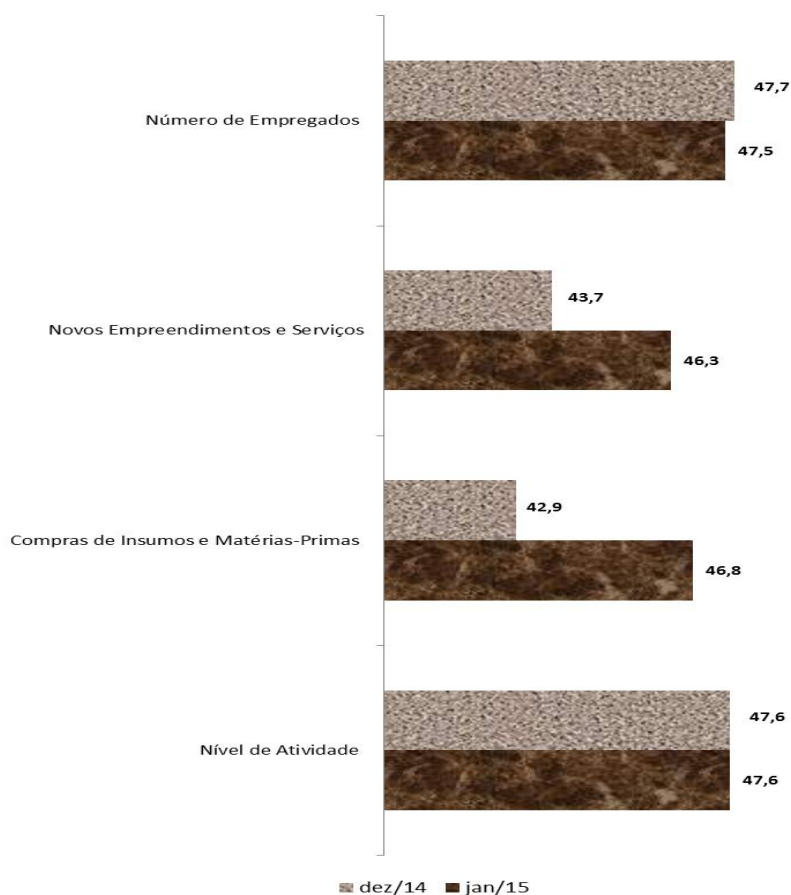 47,7
Número de Empregados
47,5
43,7
Novos Empreendimentos e Serviços
46,3
42,9
Compras de Insumos e Matérias-Primas
46,8
47,6
Nível de Atividade
47,6
dez/14 jan/15